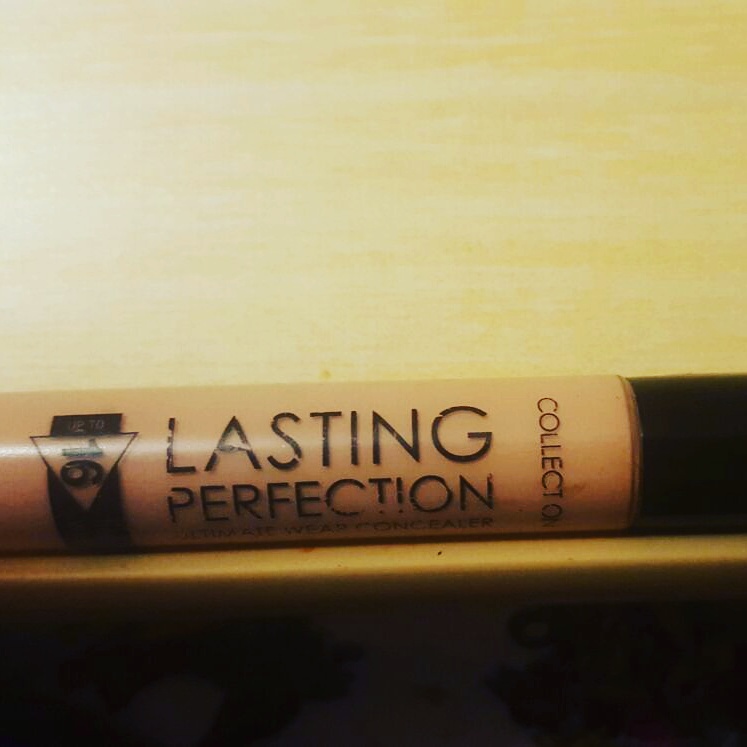 UP TO
16
LASTING
PERFECTION
ULTIMATE WEAR CONCEALER
COLLECTION